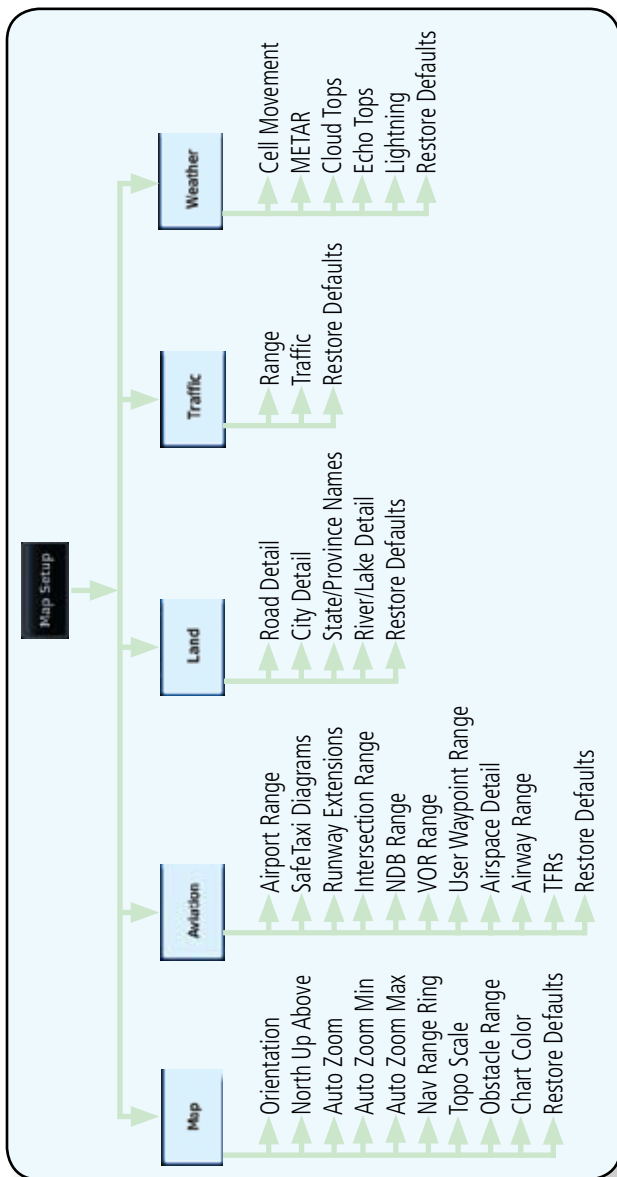 Map Setup
Map
Orientation
North Up Above
Auto Zoom
Auto Zoom Min
Auto Zoom Max
Nav Range Ring
Topo Scale
Obstacle Range
Chart Color
Restore Defaults
Aviation
Airport Range
SafeTaxi Diagrams
Runway Extensions
Intersection Range
NDB Range
VOR Range
User Waypoint Range
Airspace Detail
Airway Range
TFRs
Restore Defaults
Land
Road Detail
City Detail
State/Province Names
River/Lake Detail
Restore Defaults
Traffic
Range
Traffic
Restore Defaults
Weather
Cell Movement
METAR
Cloud Tops
Echo Tops
Lightning
Restore Defaults